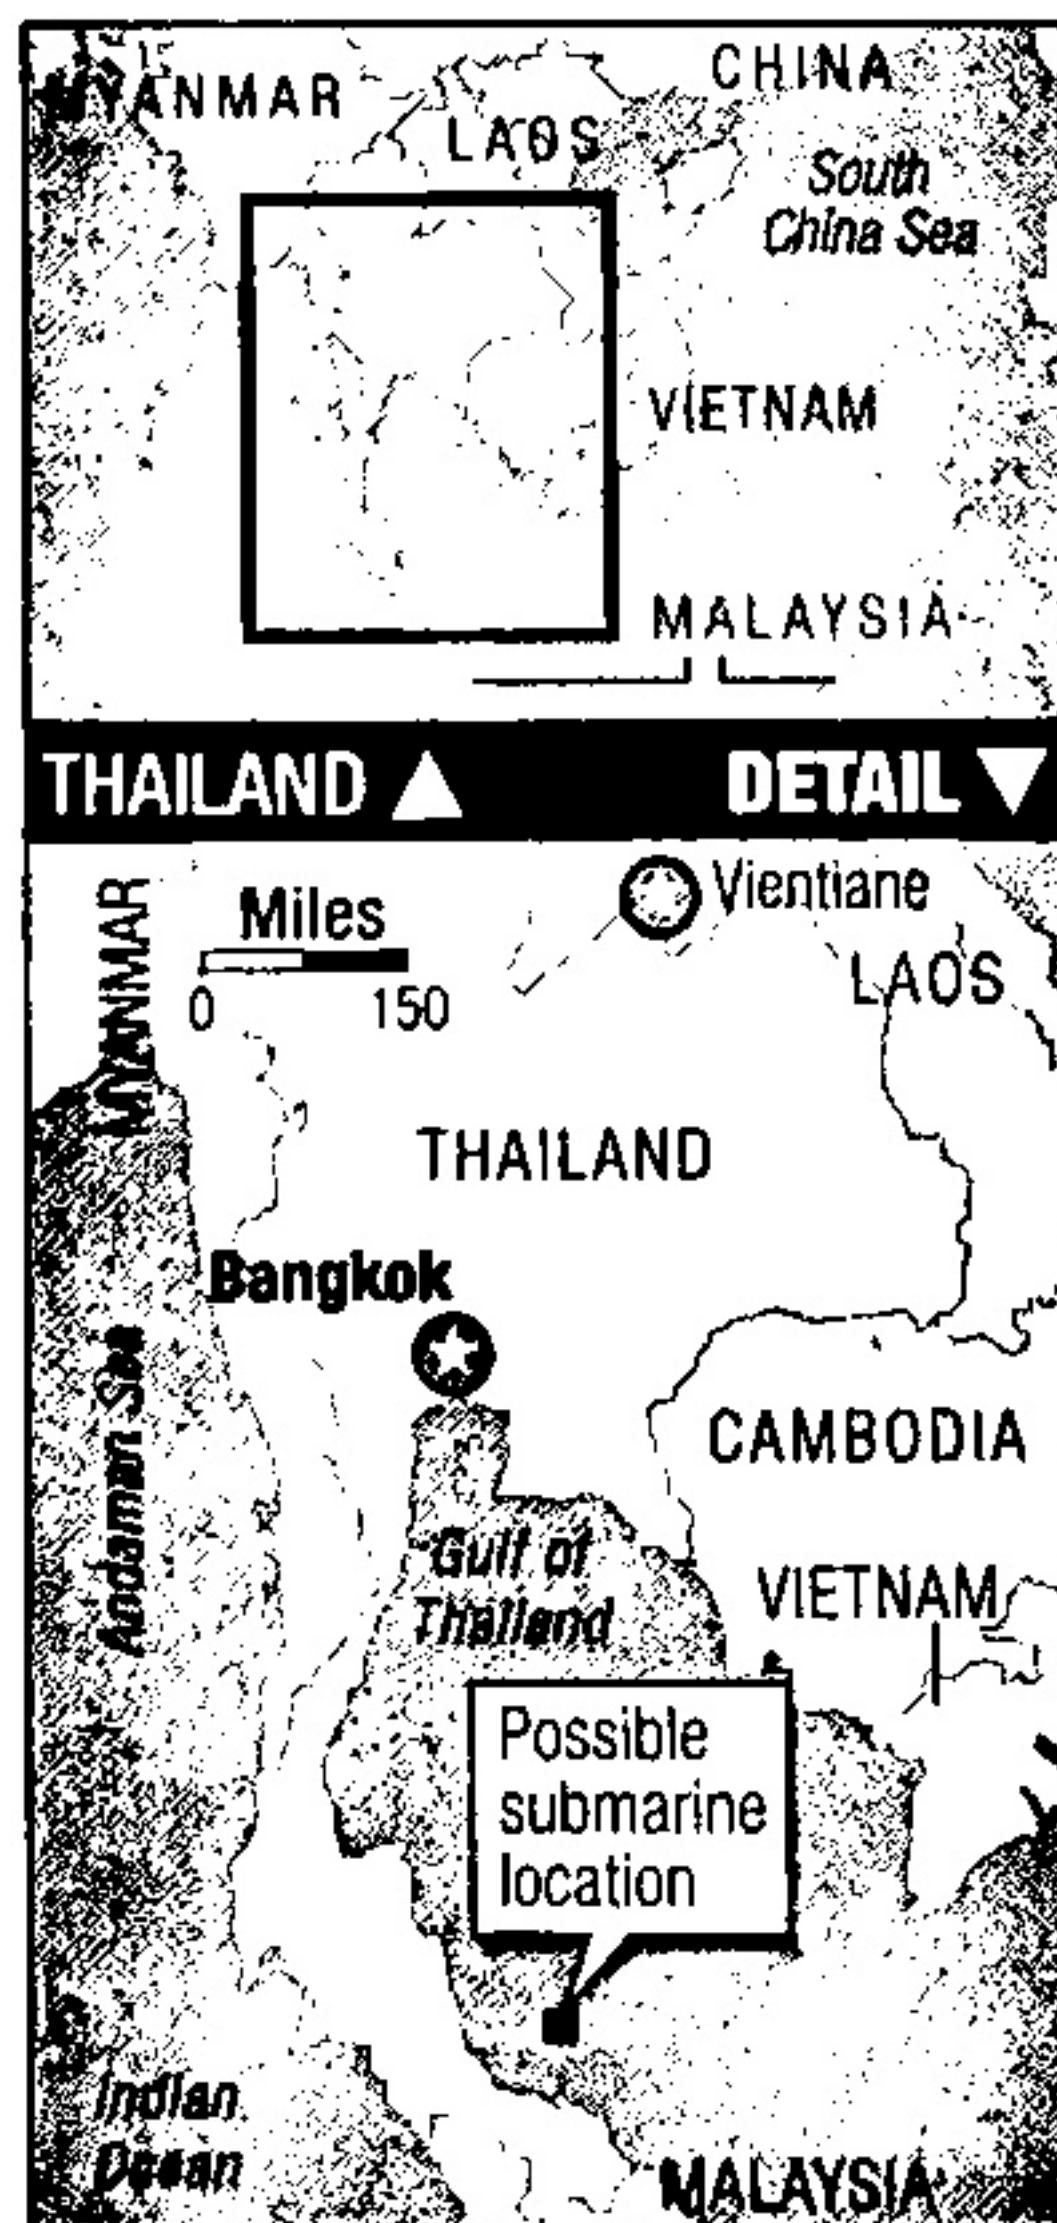 MYANMAR
CHINA
LAOS
South
China Sea
VIETNAM
MALAYSIA
THAILAND
DETAIL
MYANMAR
Miles
0 150
Vientiane
LAOS
THAILAND
Bangkok
Andaman Sea
CAMBODIA
Gulf of
Thailand
VIETNAM
Possible
submarine
location
Indian
Ocean
MALAYSIA